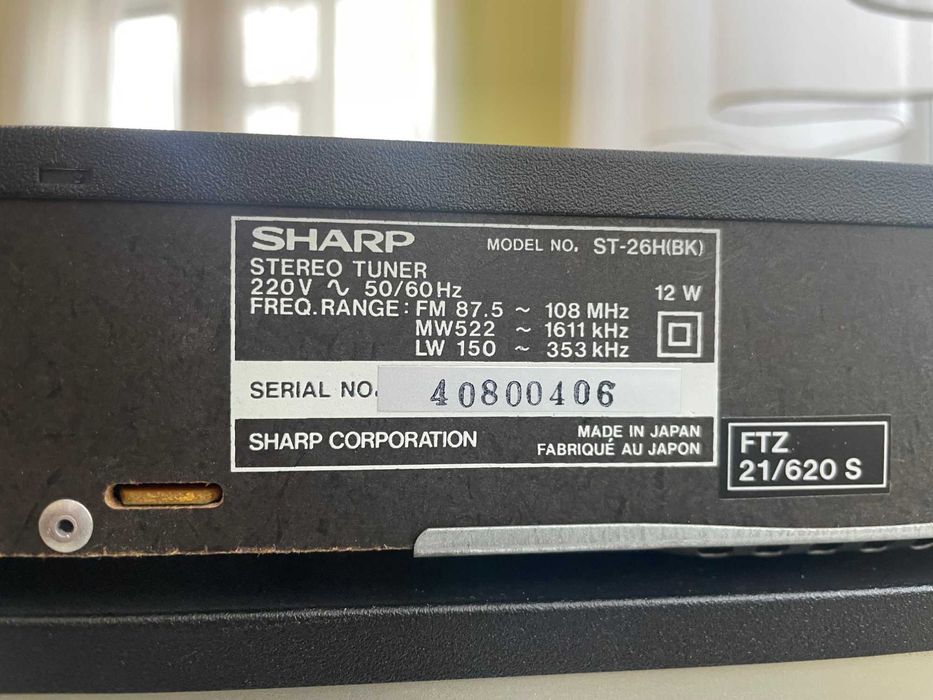 SHARP MODEL NO. ST-26H(BK)
STEREO TUNER
220V ∿ 50/60Hz 12 W
FREQ.RANGE: FM 87.5 ~ 108 MHz
MW522 ~ 1611 kHz
LW 150 ~ 353 kHz
SERIAL NO. 40800406
SHARP CORPORATION
MADE IN JAPAN
FABRIQUÉ AU JAPON
FTZ
21/620 S